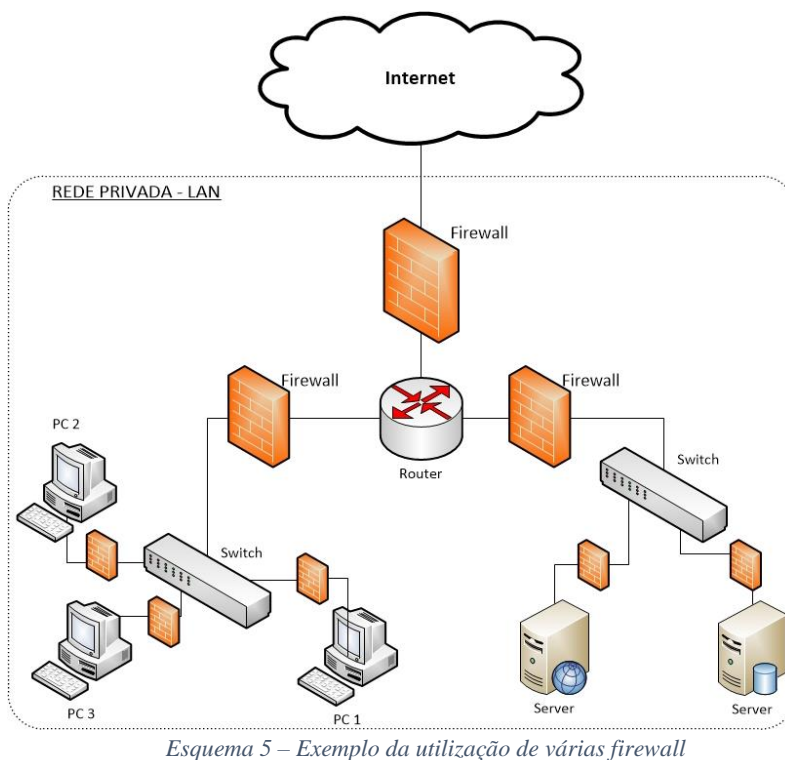 Internet
REDE PRIVADA - LAN
Firewall
Firewall
Firewall
PC 2
Router
Switch
Switch
PC 3
PC 1
Server
Server
Esquema 5 – Exemplo da utilização de várias firewall